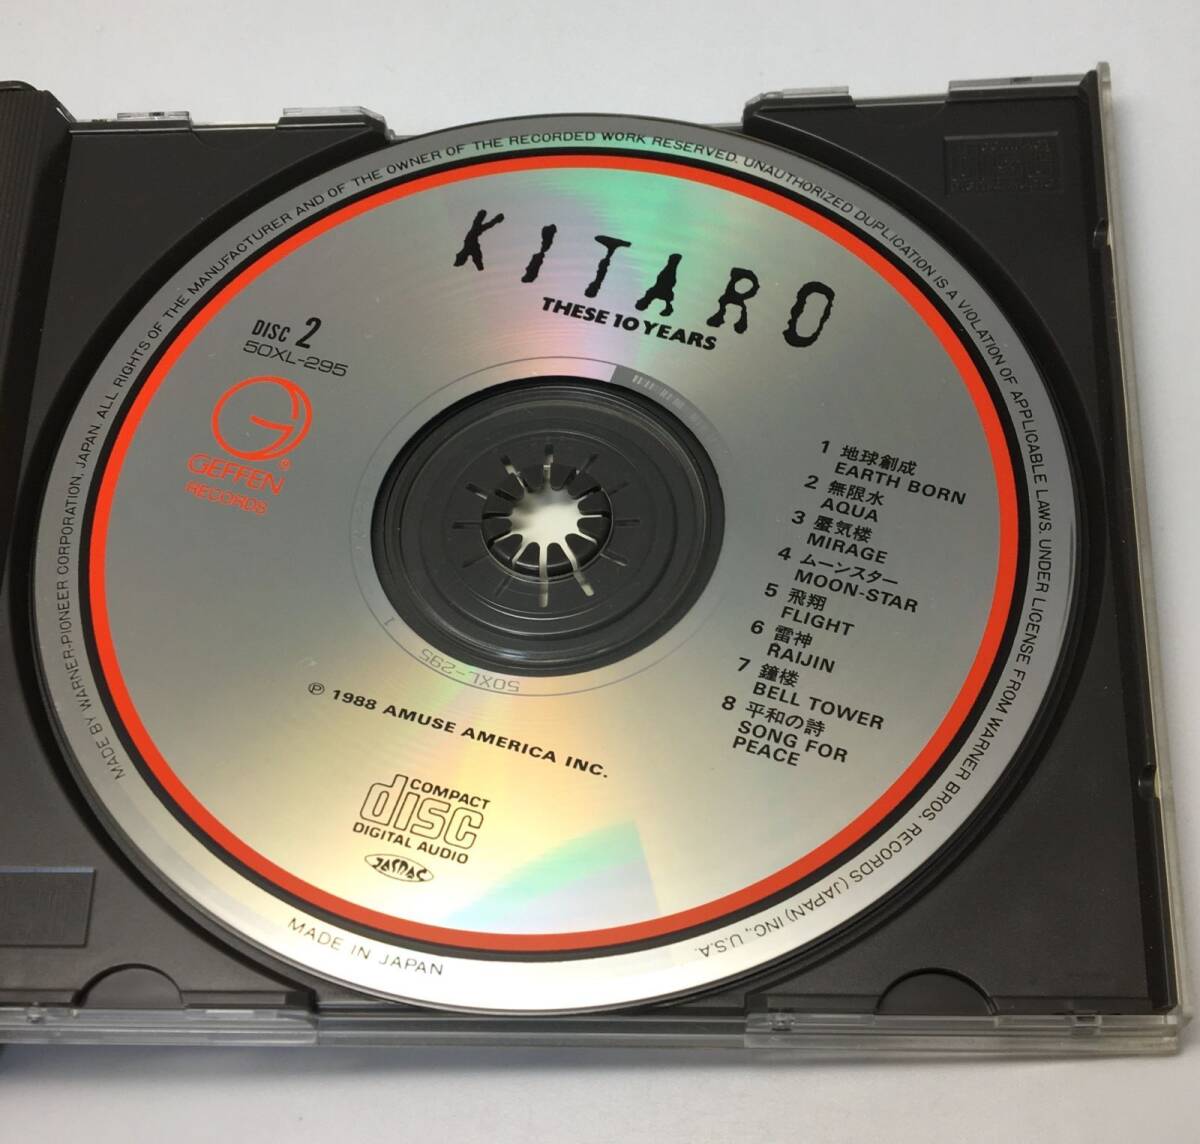 KITARO
THESE 10 YEARS
DISC 2
50XL-295
GEFFEN®
RECORDS
1 地球創成
EARTH BORN
2 無限水
AQUA
3 蜃気楼
MIRAGE
4 ムーンスター
MOON-STAR
5 飛翔
FLIGHT
6 雷神
RAIJIN
7 鐘楼
BELL TOWER
8 平和の詩
SONG FOR
PEACE
50XL-295 1
Ⓟ 1988 AMUSE AMERICA INC.
COMPACT
disc
DIGITAL AUDIO
JASRAC
MADE BY WARNER-PIONEER CORPORATION, JAPAN. ALL RIGHTS OF THE MANUFACTURER AND OF THE OWNER OF THE RECORDED WORK RESERVED. UNAUTHORIZED DUPLICATION IS A VIOLATION OF APPLICABLE LAWS. UNDER LICENSE FROM WARNER BROS. RECORDS (JAPAN) INC., U.S.A.
MADE IN JAPAN